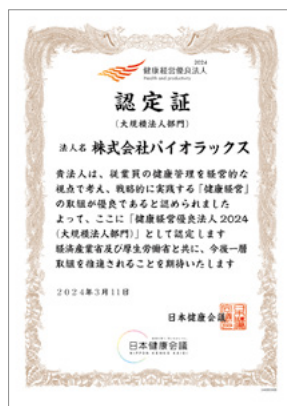 2024
健康経営優良法人
Health and productivity
認定証
(大規模法人部門)
法人名 株式会社パイオラックス
貴法人は、従業員の健康管理を経営的な
視点で考え、戦略的に実践する「健康経営」
の取組が優良であると認められました
よって、ここに「健康経営優良法人2024
(大規模法人部門)」として認定します
経済産業省及び厚生労働省と共に、今後一層
取組を推進されることを期待いたします
2024年3月11日
日本健康会議
日本健康会議
NIPPON KENKO KAIGI